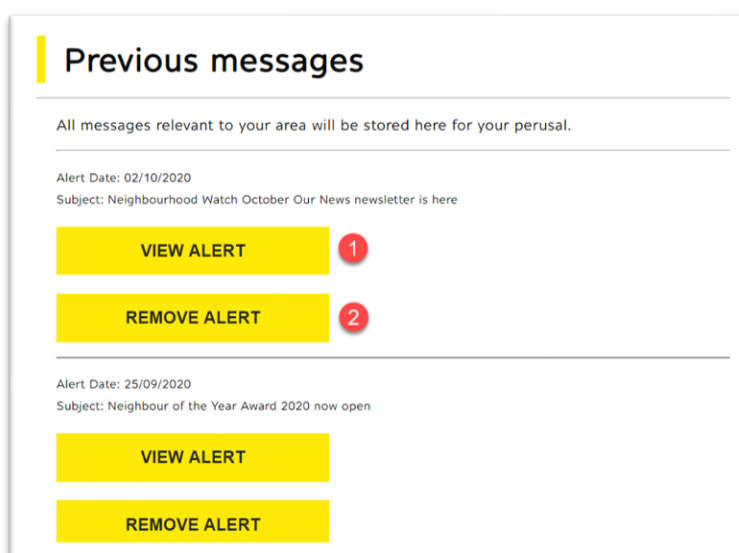 Previous messages
All messages relevant to your area will be stored here for your perusal.
Alert Date: 02/10/2020
Subject: Neighbourhood Watch October Our News newsletter is here
VIEW ALERT 1
REMOVE ALERT 2
Alert Date: 25/09/2020
Subject: Neighbour of the Year Award 2020 now open
VIEW ALERT
REMOVE ALERT